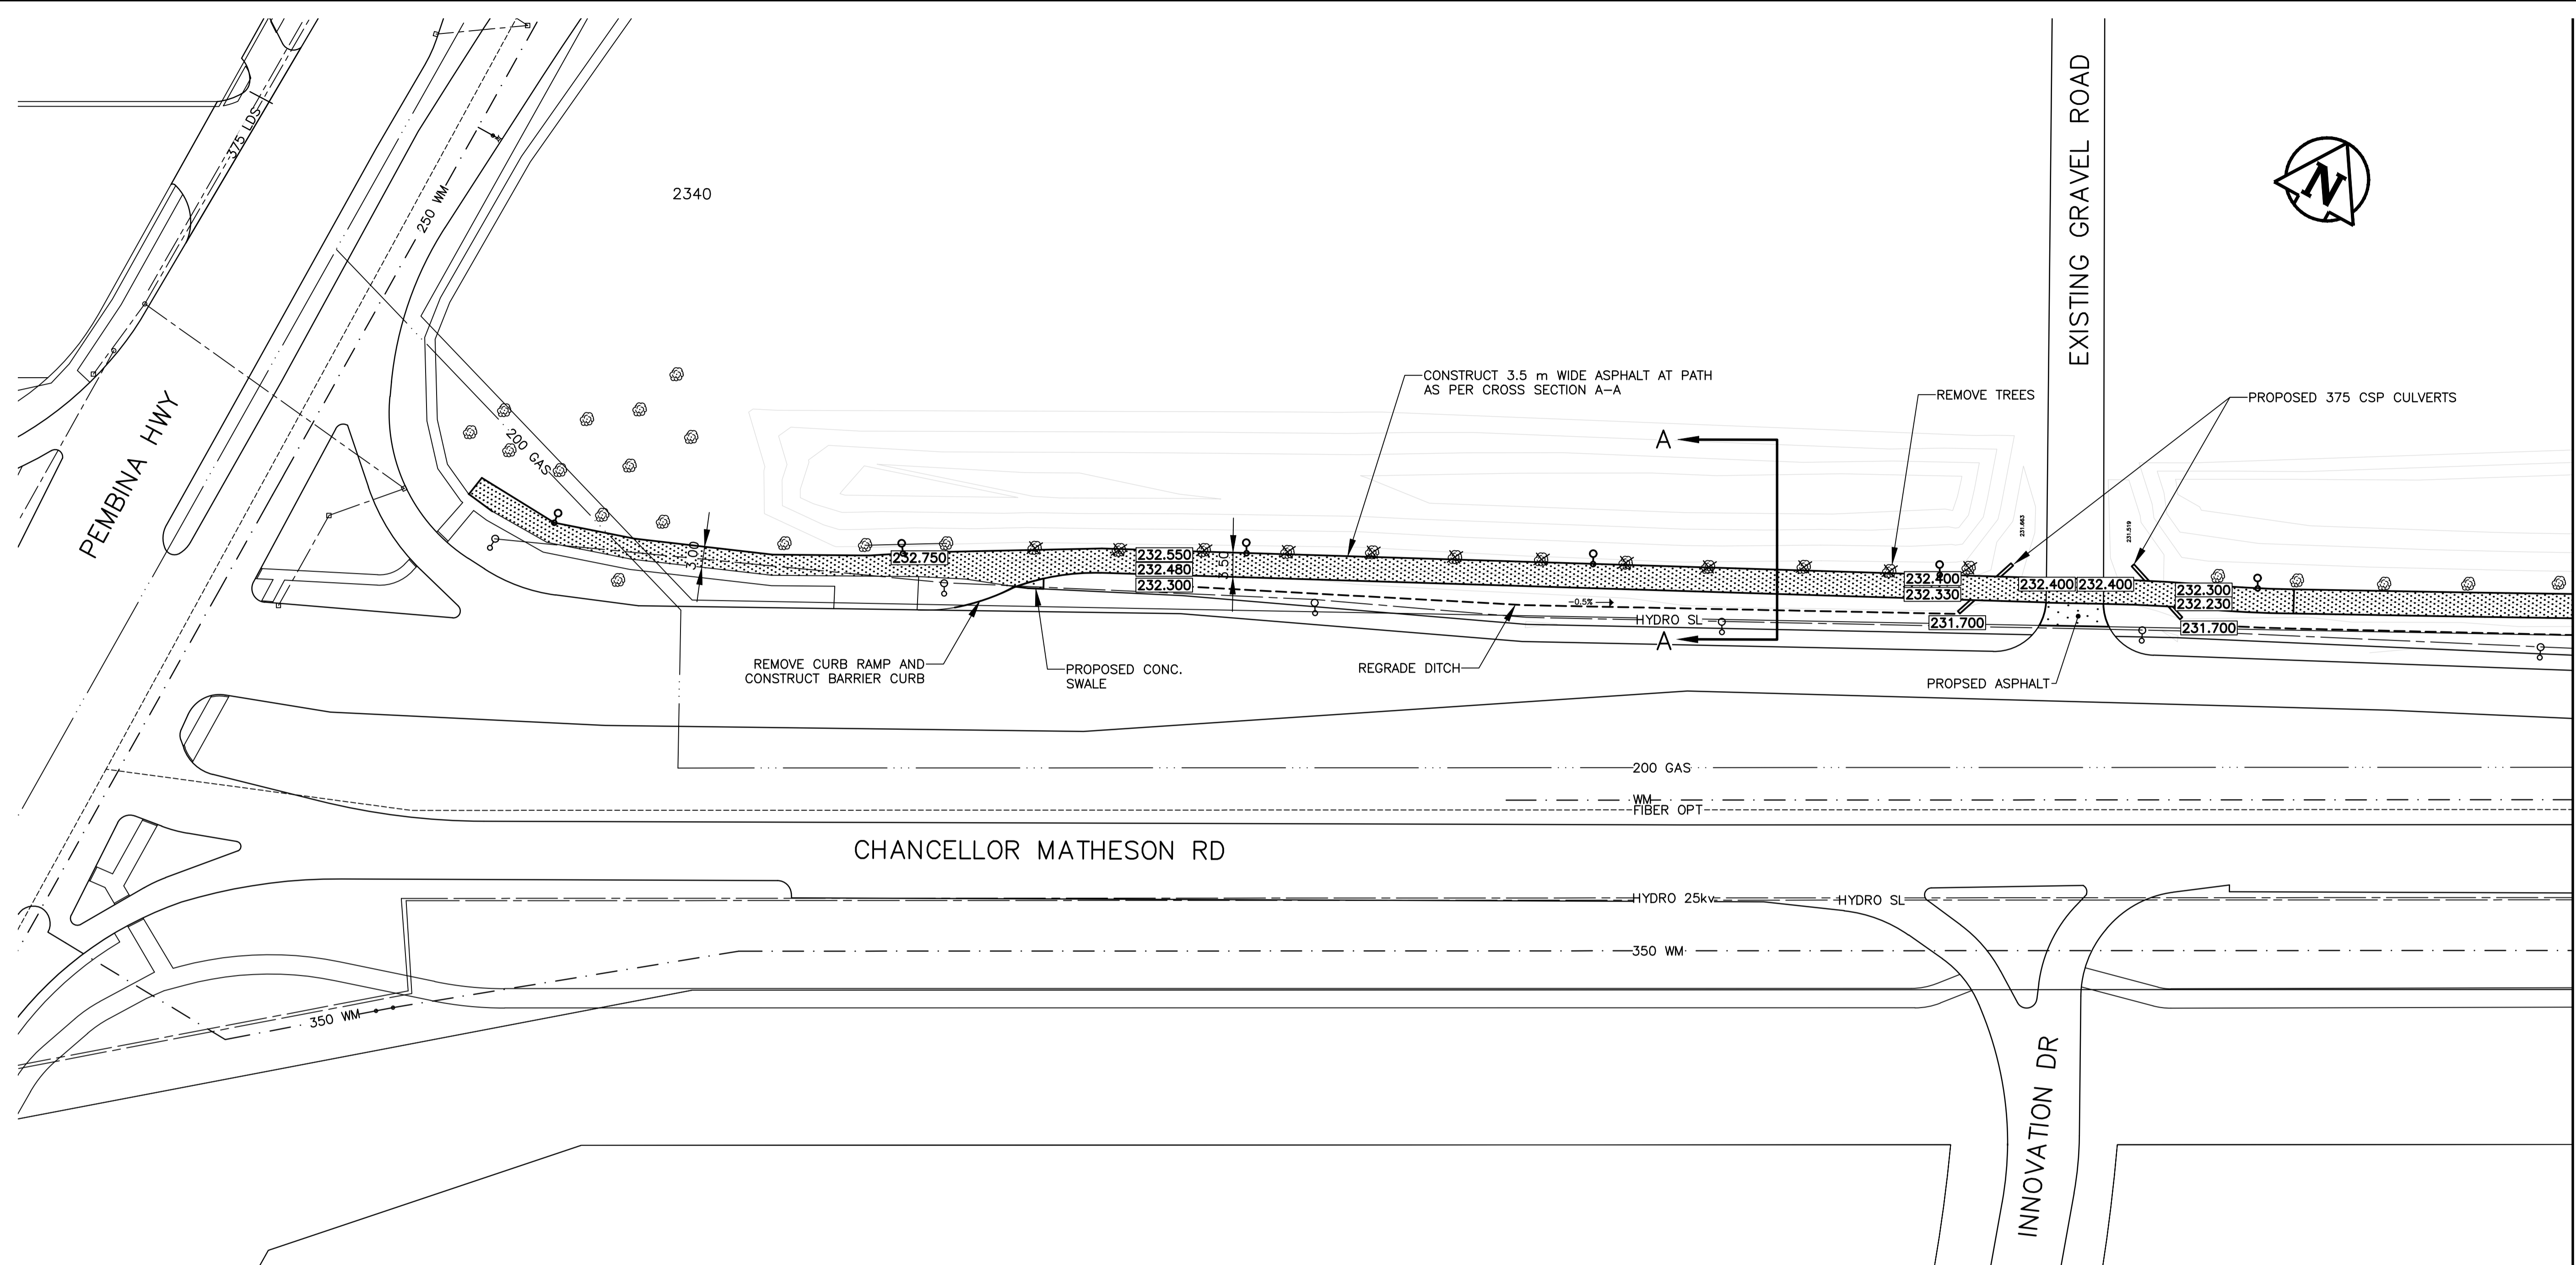 375 LDS
250 WM
2340
EXISTING GRAVEL ROAD
N
PEMBINA HWY
200 GAS
CONSTRUCT 3.5 m WIDE ASPHALT AT PATH
AS PER CROSS SECTION A-A
REMOVE TREES
PROPOSED 375 CSP CULVERTS
A
231.663
231.519
3.00
232.750
232.550
232.480
232.300
3.50
232.400
232.330
231.700
232.400
232.400
232.300
232.230
231.700
-0.5%
HYDRO SL
A
REMOVE CURB RAMP AND
CONSTRUCT BARRIER CURB
PROPOSED CONC.
SWALE
REGRADE DITCH
PROPSED ASPHALT
200 GAS
WM
FIBER OPT
CHANCELLOR MATHESON RD
HYDRO 25kv
HYDRO SL
350 WM
350 WM
INNOVATION DR